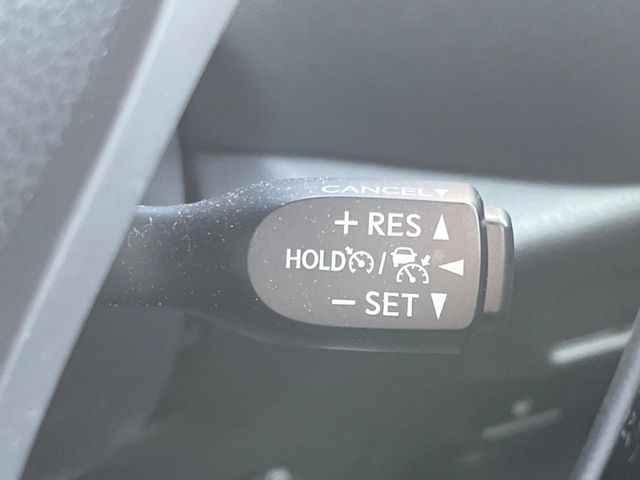 CANCEL▼
+ RES ▲
HOLD / ◀
− SET ▼